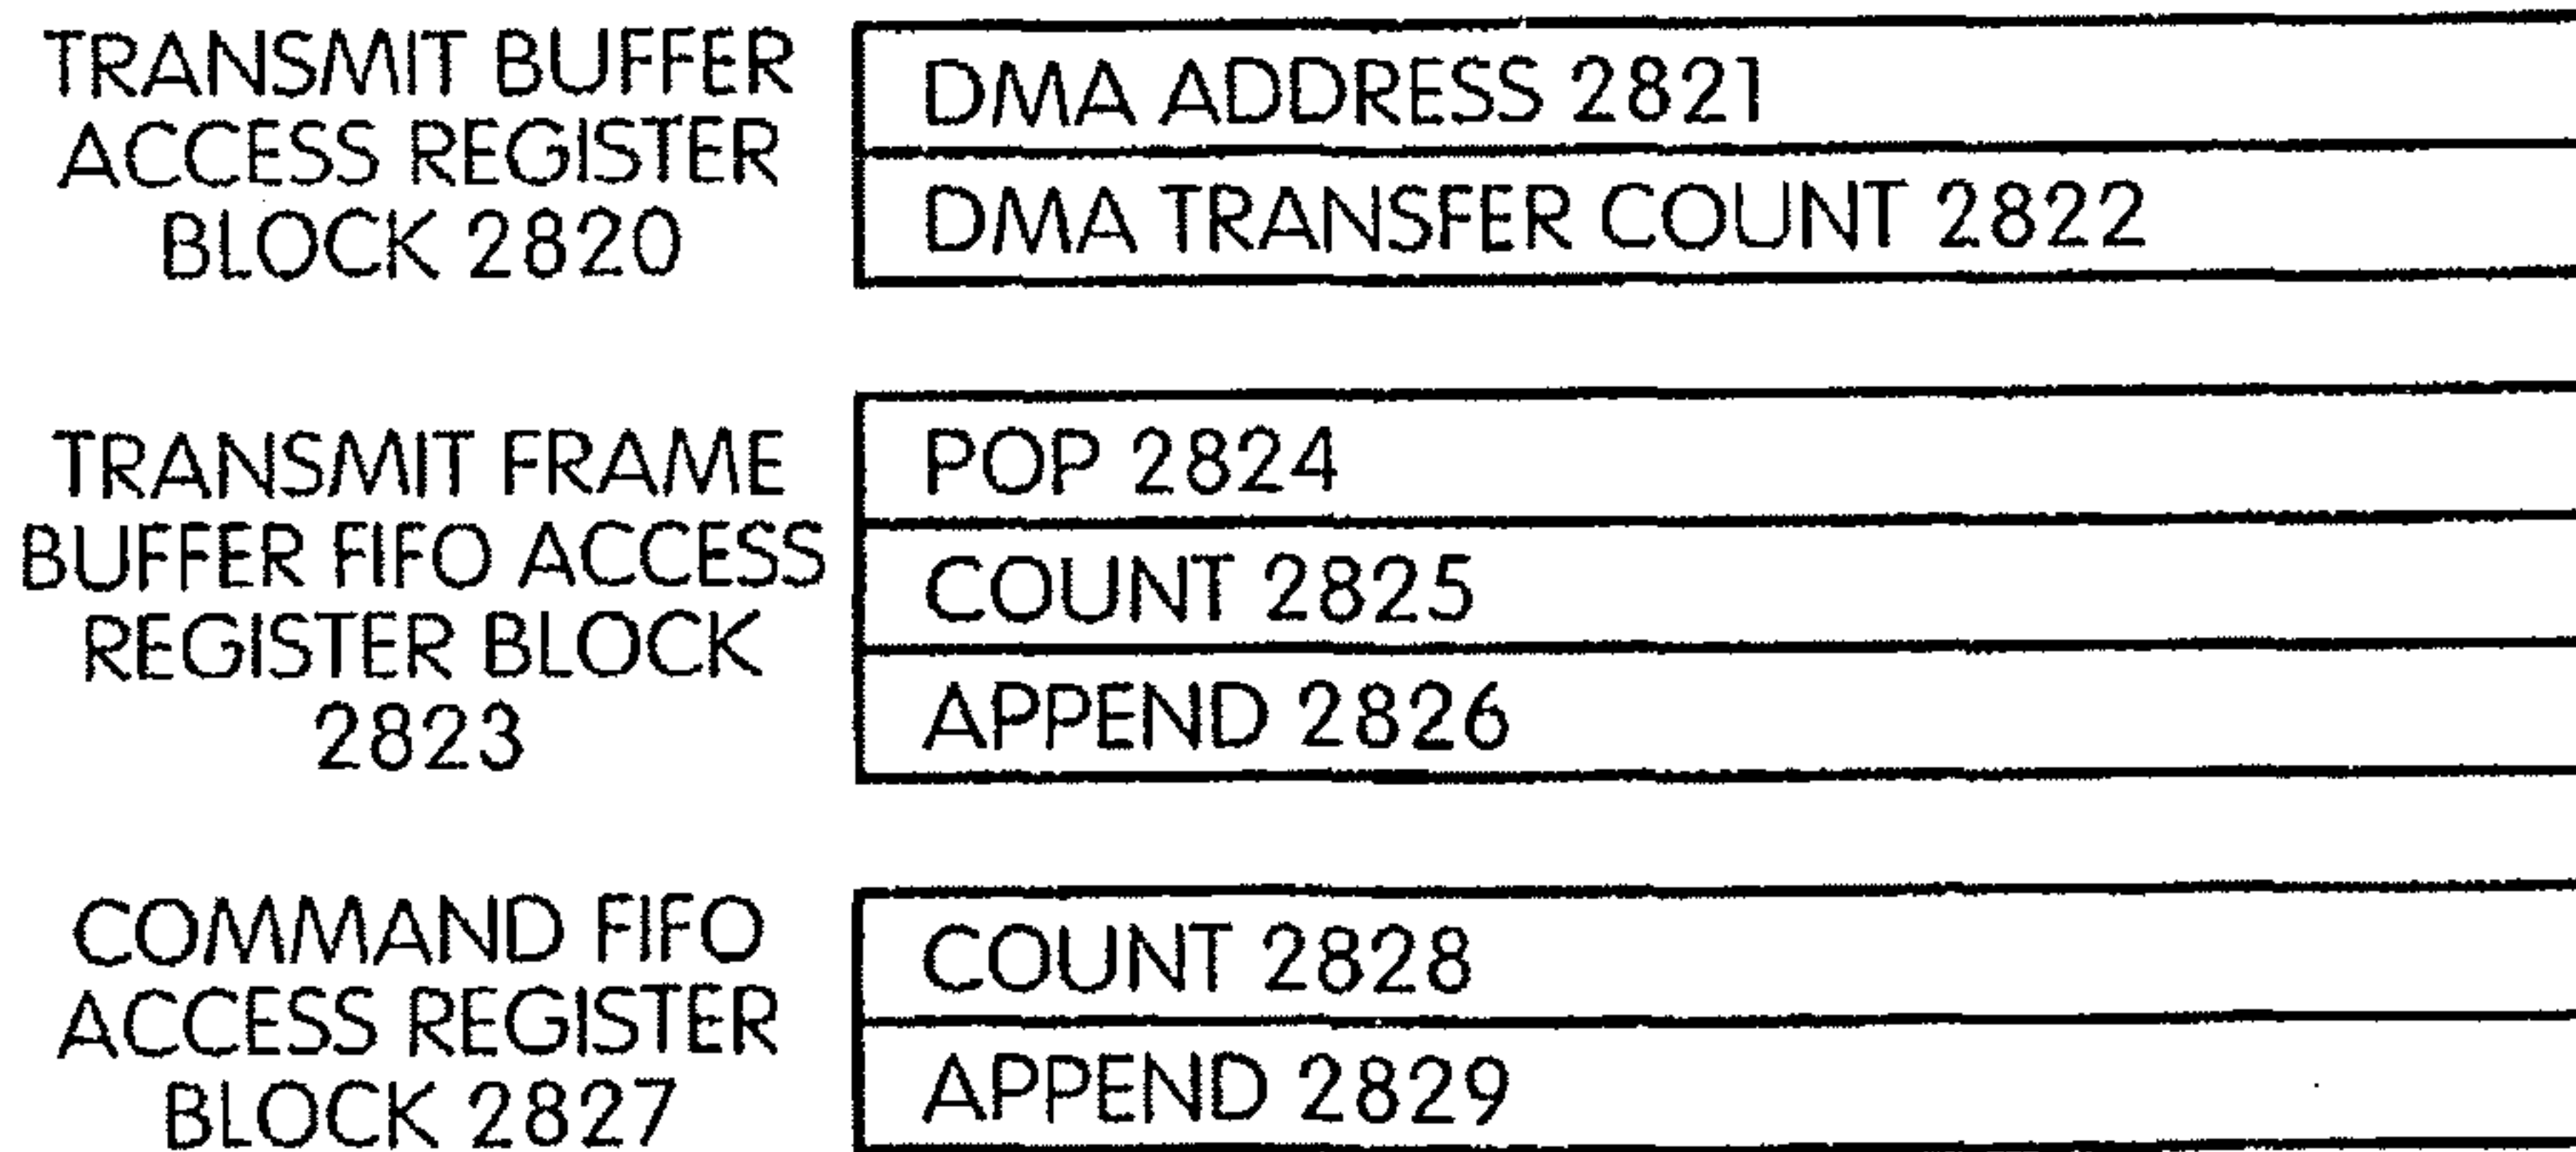 TRANSMIT BUFFER
ACCESS REGISTER
BLOCK 2820
DMA ADDRESS 2821
DMA TRANSFER COUNT 2822
TRANSMIT FRAME
BUFFER FIFO ACCESS
REGISTER BLOCK
2823
POP 2824
COUNT 2825
APPEND 2826
COMMAND FIFO
ACCESS REGISTER
BLOCK 2827
COUNT 2828
APPEND 2829